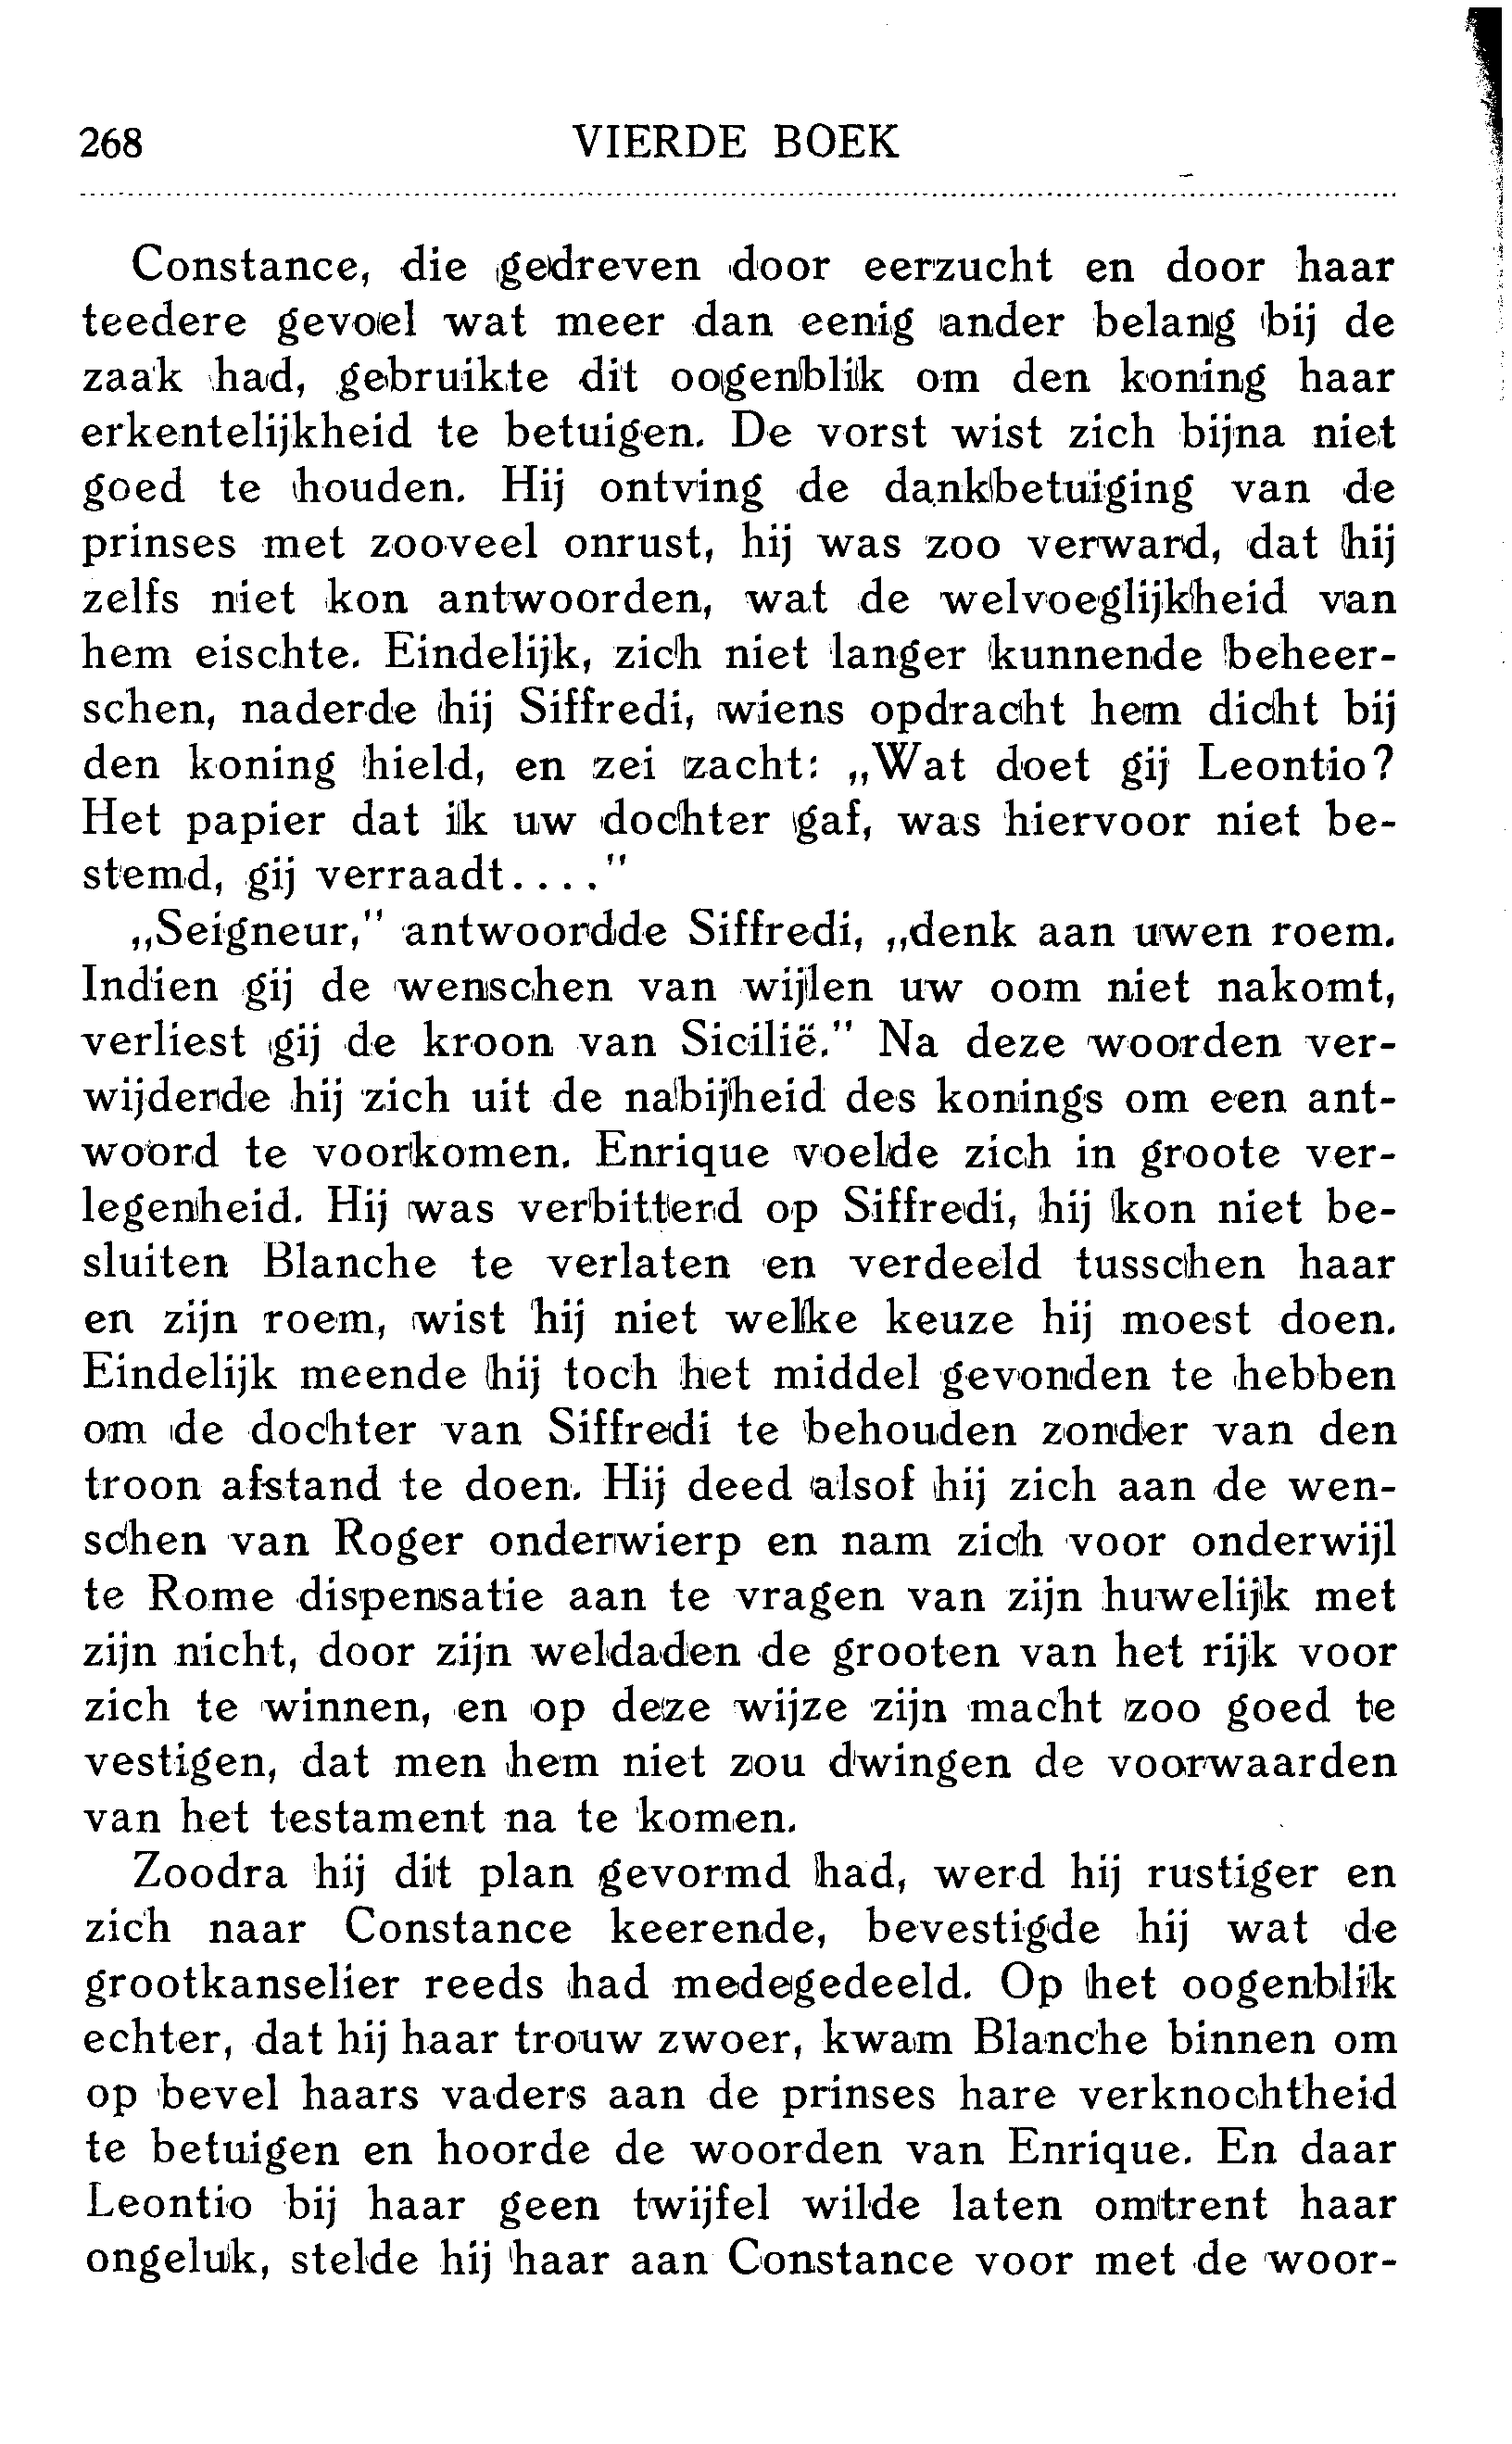 268 VIERDE BOEK
Constance, die gedreven door eerzucht en door haar
teedere gevoel wat meer dan eenig ander belang bij de
zaak had, gebruikte dit oogenblik om den koning haar
erkentelijkheid te betuigen. De vorst wist zich bijna niet
goed te houden. Hij ontving de dankbetuiging van de
prinses met zooveel onrust, hij was zoo verward, dat hij
zelfs niet kon antwoorden, wat de welvoeglijkheid van
hem eischte. Eindelijk, zich niet langer kunnende beheer-
schen, naderde hij Siffredi, wiens opdracht hem dicht bij
den koning hield, en zei zacht: „Wat doet gij Leontio?
Het papier dat ik uw dochter gaf, was hiervoor niet be-
stemd, gij verraadt...."
„Seigneur," antwoordde Siffredi, „denk aan uwen roem.
Indien gij de wenschen van wijlen uw oom niet nakomt,
verliest gij de kroon van Sicilië." Na deze woorden ver-
wijderde hij zich uit de nabijheid des konings om een ant-
woord te voorkomen. Enrique voelde zich in groote ver-
legenheid. Hij was verbitterd op Siffredi, hij kon niet be-
sluiten Blanche te verlaten en verdeeld tusschen haar
en zijn roem, wist hij niet welke keuze hij moest doen.
Eindelijk meende hij toch het middel gevonden te hebben
om de dochter van Siffredi te behouden zonder van den
troon afstand te doen. Hij deed alsof hij zich aan de wen-
schen van Roger onderwierp en nam zich voor onderwijl
te Rome dispensatie aan te vragen van zijn huwelijk met
zijn nicht, door zijn weldaden de grooten van het rijk voor
zich te winnen, en op deze wijze zijn macht zoo goed te
vestigen, dat men hem niet zou dwingen de voorwaarden
van het testament na te komen.
Zoodra hij dit plan gevormd had, werd hij rustiger en
zich naar Constance keerende, bevestigde hij wat de
grootkanselier reeds had medegedeeld. Op het oogenblik
echter, dat hij haar trouw zwoer, kwam Blanche binnen om
op bevel haars vaders aan de prinses hare verknochtheid
te betuigen en hoorde de woorden van Enrique. En daar
Leontio bij haar geen twijfel wilde laten omtrent haar
ongeluk, stelde hij haar aan Constance voor met de woor-